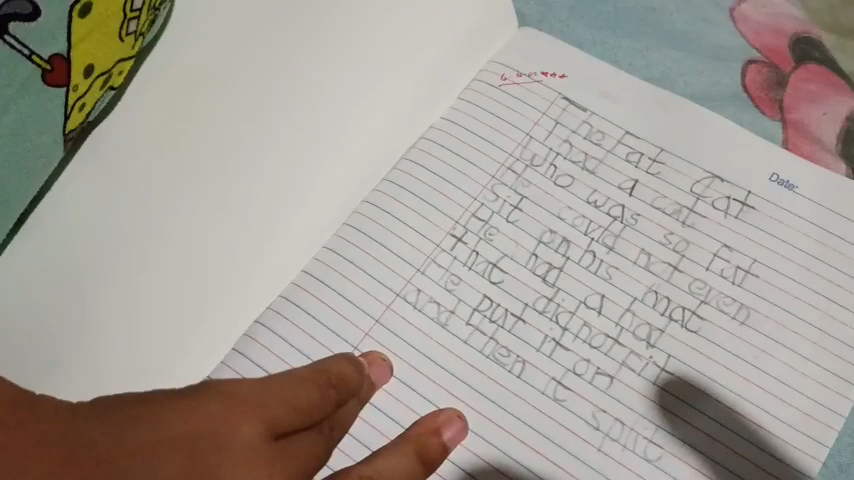 The Fat Cat
I had a cat
who was so fat
He could not even
sit on his mat
He had a hat
that did not fit
He put it on
and then it split
Date: